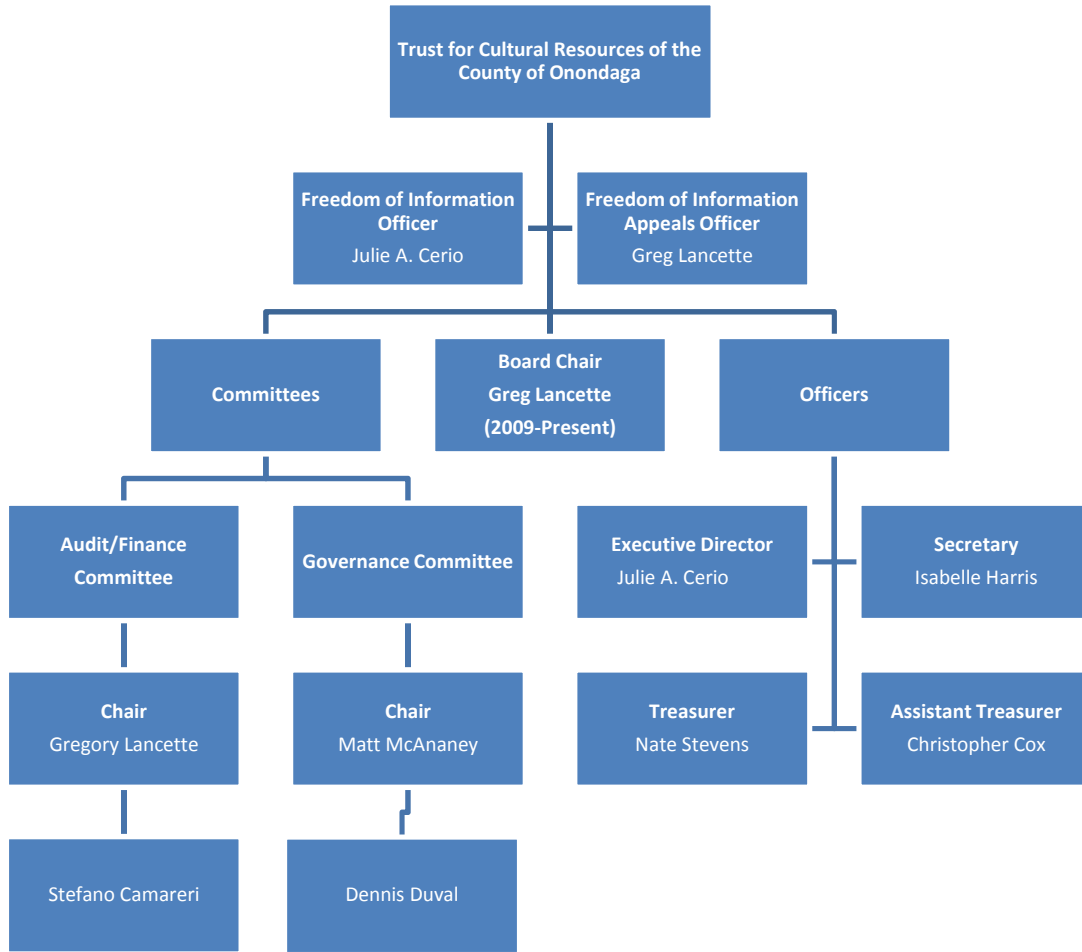 Trust for Cultural Resources of the
County of Onondaga
Freedom of Information
Officer
Julie A. Cerio
Freedom of Information
Appeals Officer
Greg Lancette
Committees
Board Chair
Greg Lancette
(2009-Present)
Officers
Audit/Finance
Committee
Governance Committee
Executive Director
Julie A. Cerio
Secretary
Isabelle Harris
Chair
Gregory Lancette
Chair
Matt McAnaney
Treasurer
Nate Stevens
Assistant Treasurer
Christopher Cox
Stefano Camareri
Dennis Duval